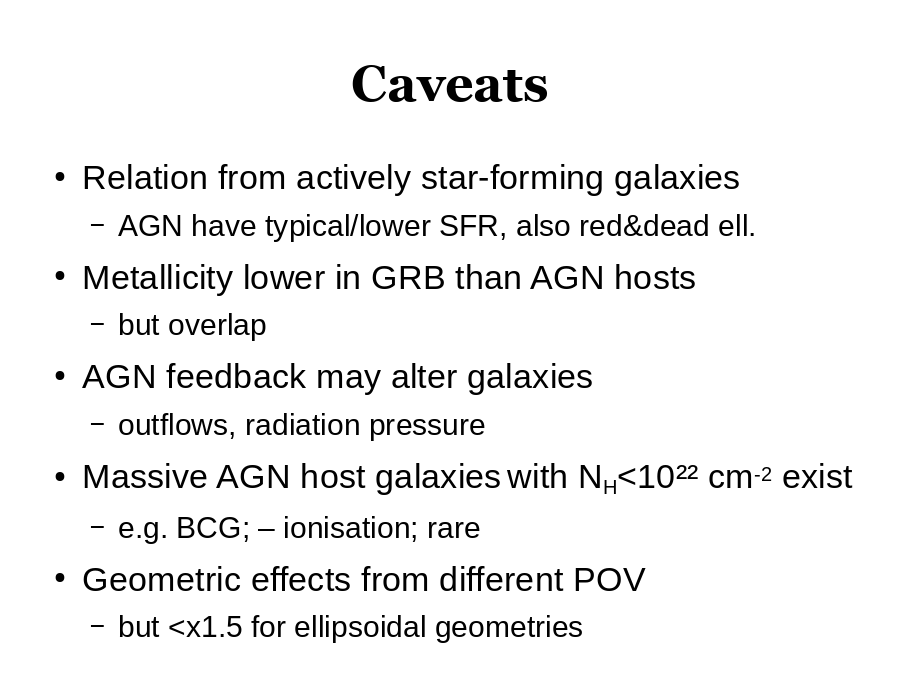 Caveats
• Relation from actively star-forming galaxies
– AGN have typical/lower SFR, also red&dead ell.
• Metallicity lower in GRB than AGN hosts
– but overlap
• AGN feedback may alter galaxies
– outflows, radiation pressure
• Massive AGN host galaxies with N_H<10²² cm⁻² exist
– e.g. BCG; – ionisation; rare
• Geometric effects from different POV
– but <x1.5 for ellipsoidal geometries